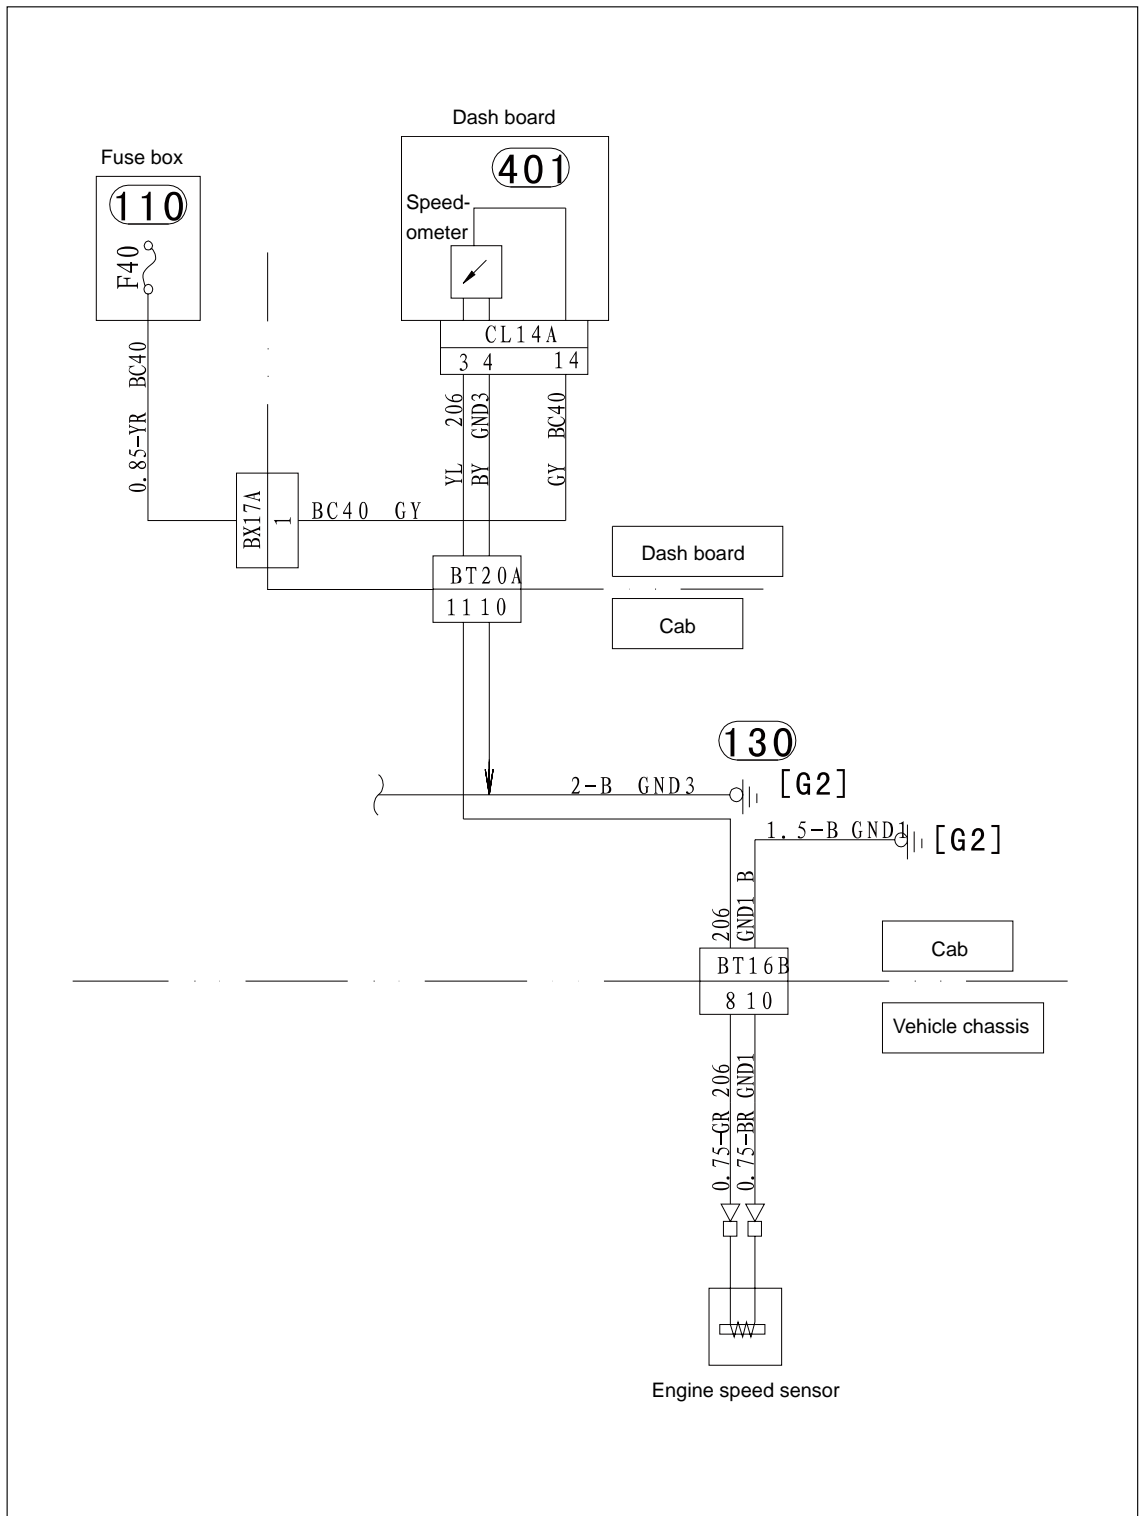 Dash board
Fuse box
401
110
Speed-
ometer
F40
CL14A
3 4 14
0.85-YR BC40
YL 206
BY GND3
GY BC40
BX17A
1
BC40 GY
Dash board
BT20A
11 10
Cab
130
2-B GND3
[G2]
1.5-B GND1
[G2]
206
GND1 B
Cab
BT16B
8 10
Vehicle chassis
0.75-GR 206
0.75-BR GND1
Engine speed sensor